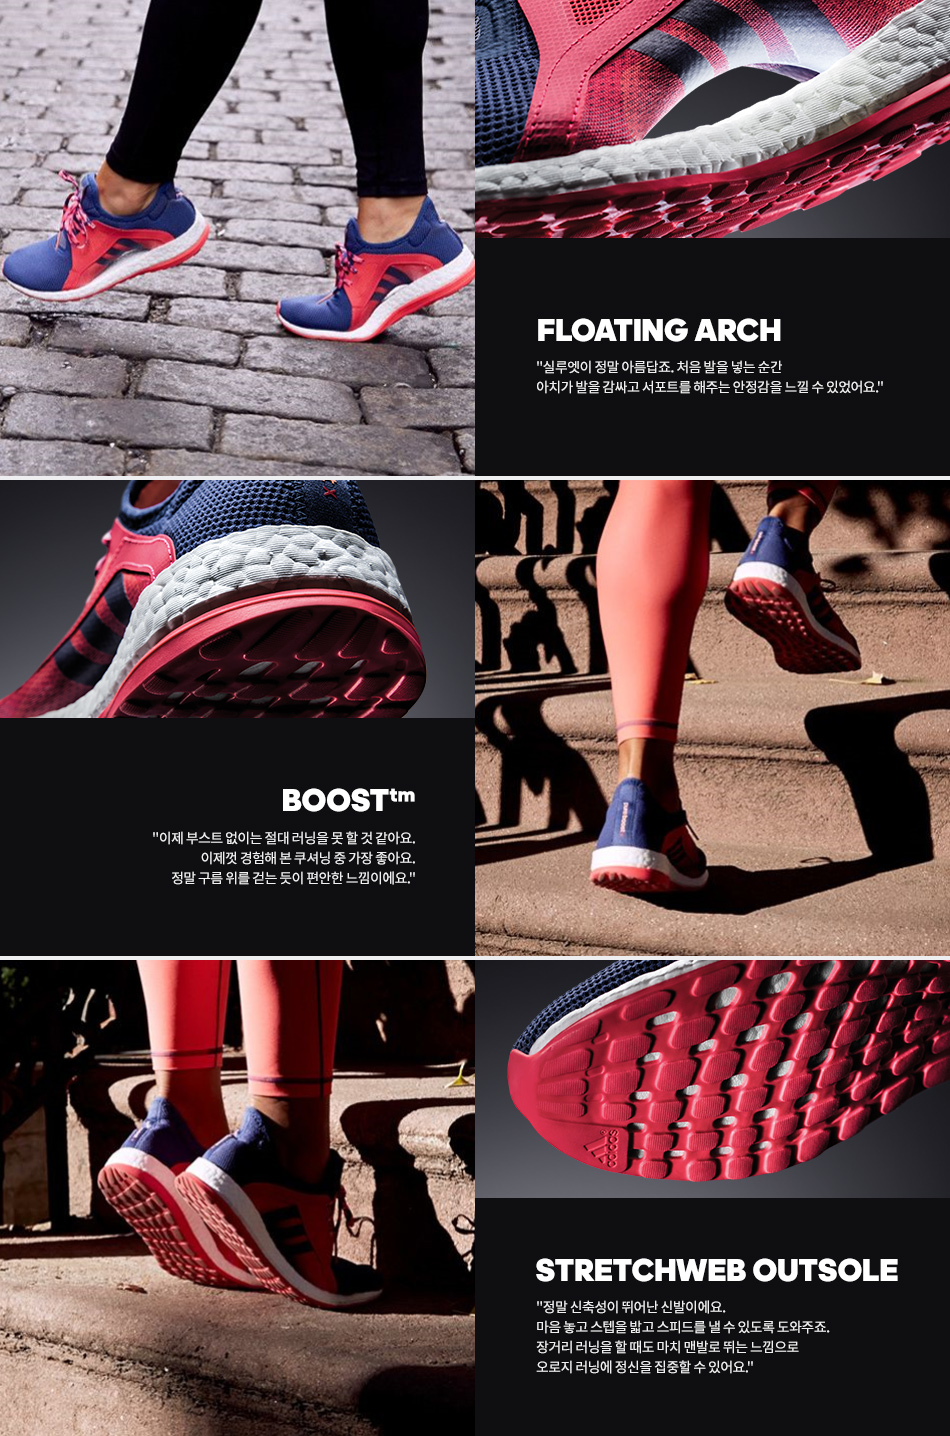 FLOATING ARCH
"실루엣이 정말 아름답죠. 처음 발을 넣는 순간
아치가 발을 감싸고 서포트를 해주는 안정감을 느낄 수 있었어요."
BOOST™
"이제 부스트 없이는 절대 러닝을 못 할 것 같아요.
이제껏 경험해 본 쿠셔닝 중 가장 좋아요.
정말 구름 위를 걷는 듯이 편안한 느낌이에요."
adidas
STRETCHWEB OUTSOLE
"정말 신축성이 뛰어난 신발이에요.
마음 놓고 스텝을 밟고 스피드를 낼 수 있도록 도와주죠.
장거리 러닝을 할 때도 마치 맨발로 뛰는 느낌으로
오로지 러닝에 정신을 집중할 수 있어요."